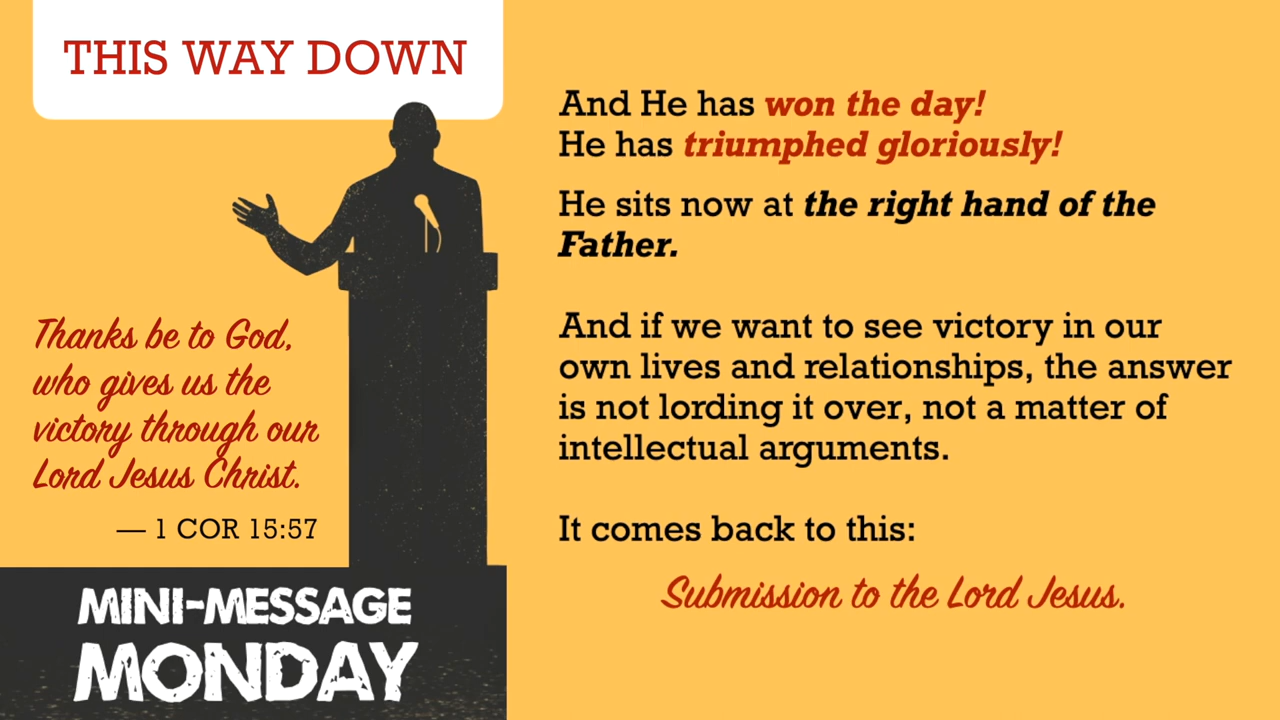 THIS WAY DOWN
Thanks be to God,
who gives us the
victory through our
Lord Jesus Christ.
— 1 COR 15:57
MINI-MESSAGE
MONDAY
And He has won the day!
He has triumphed gloriously!
He sits now at the right hand of the
Father.
And if we want to see victory in our
own lives and relationships, the answer
is not lording it over, not a matter of
intellectual arguments.
It comes back to this:
Submission to the Lord Jesus.